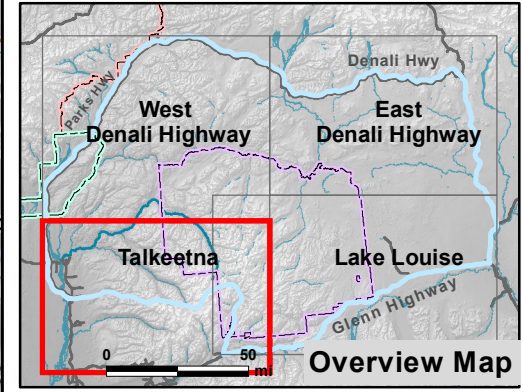 Denali Hwy
Parks Hwy
West
Denali Highway
East
Denali Highway
Talkeetna
Lake Louise
Glenn Highway
0
50
mi
Overview Map